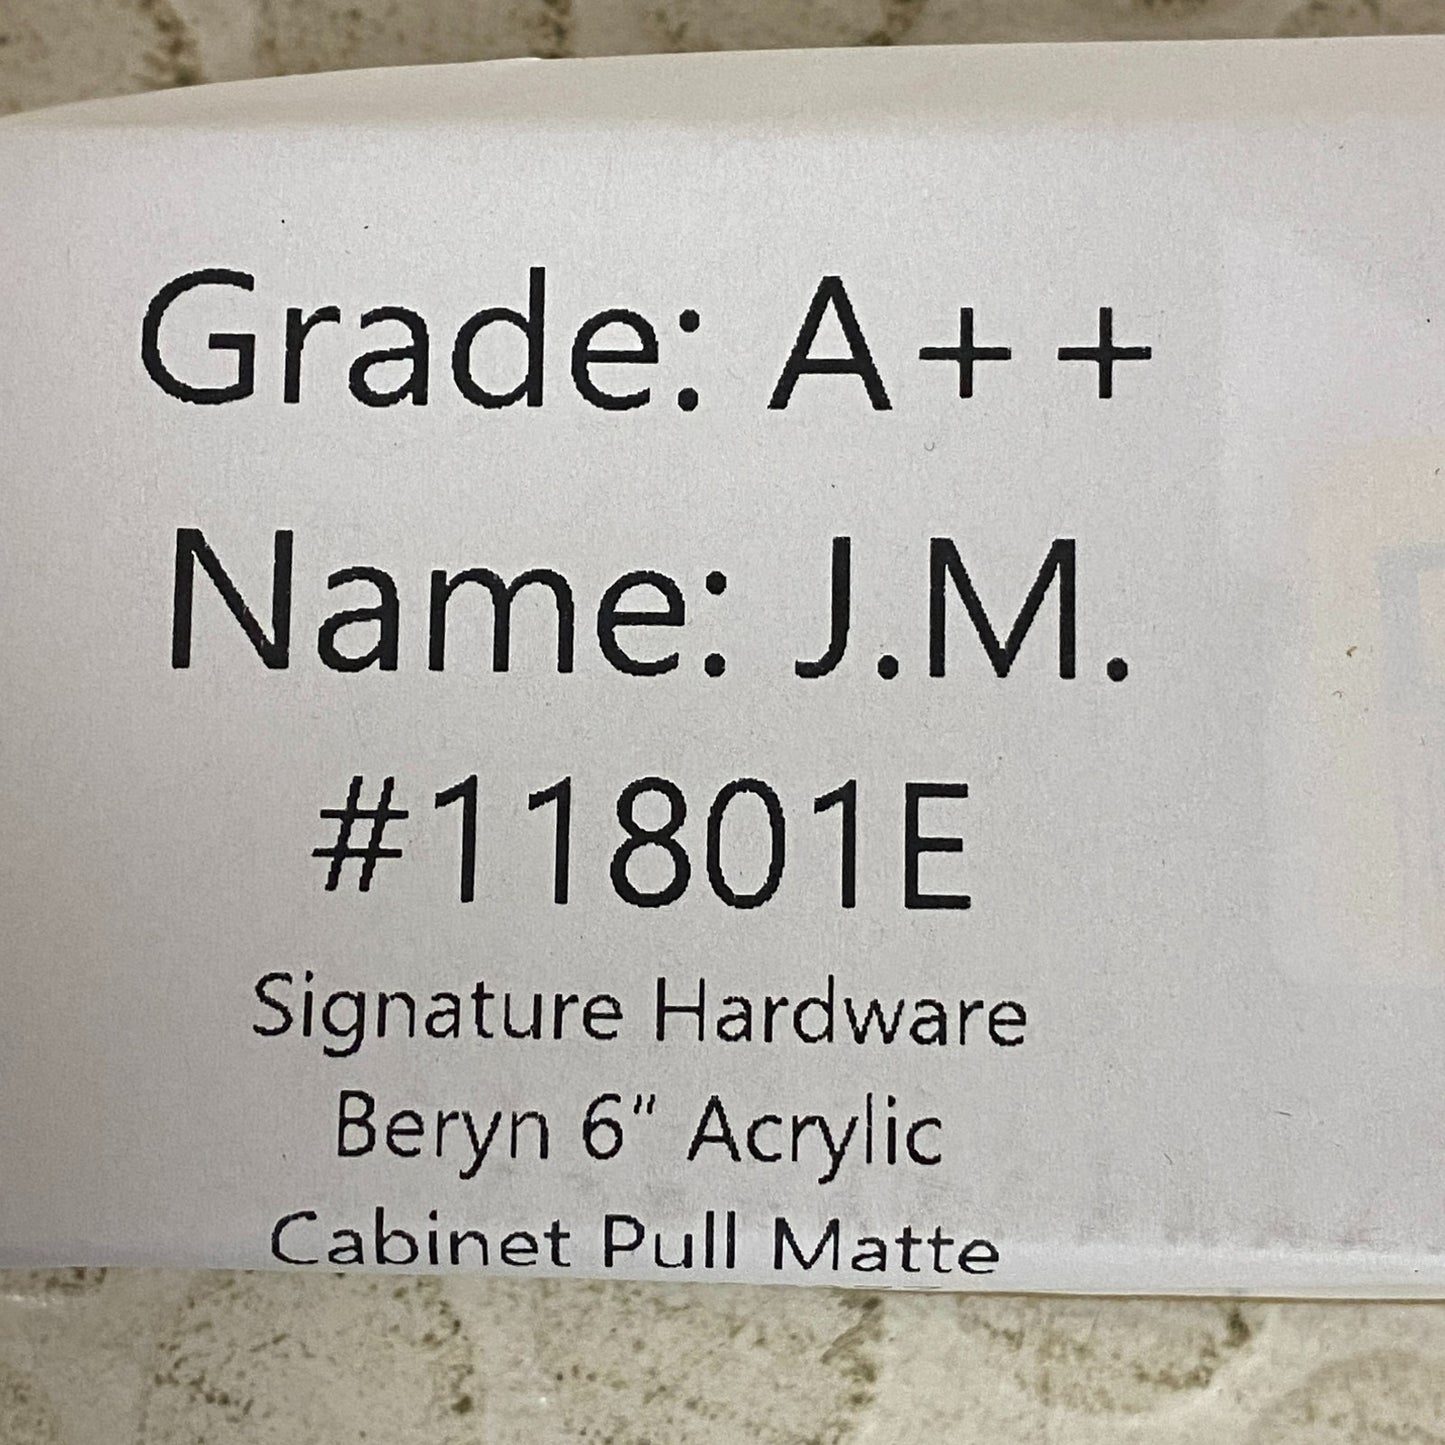 Grade: A++
Name: J.M.
#11801E
Signature Hardware
Beryn 6" Acrylic
Cabinet Pull Matte